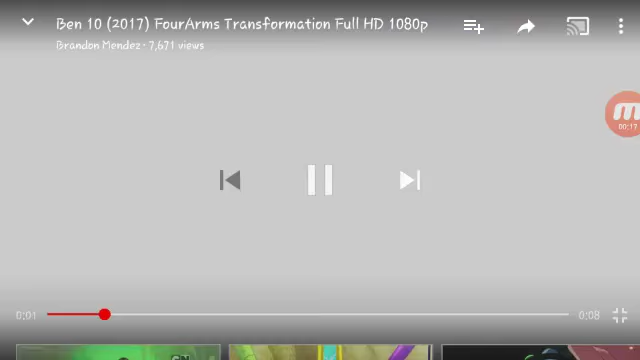 Ben 10 (2017) FourArms Transformation Full HD 1080p
Brandon Mendez · 7,671 views
00:17
0:01
0:08